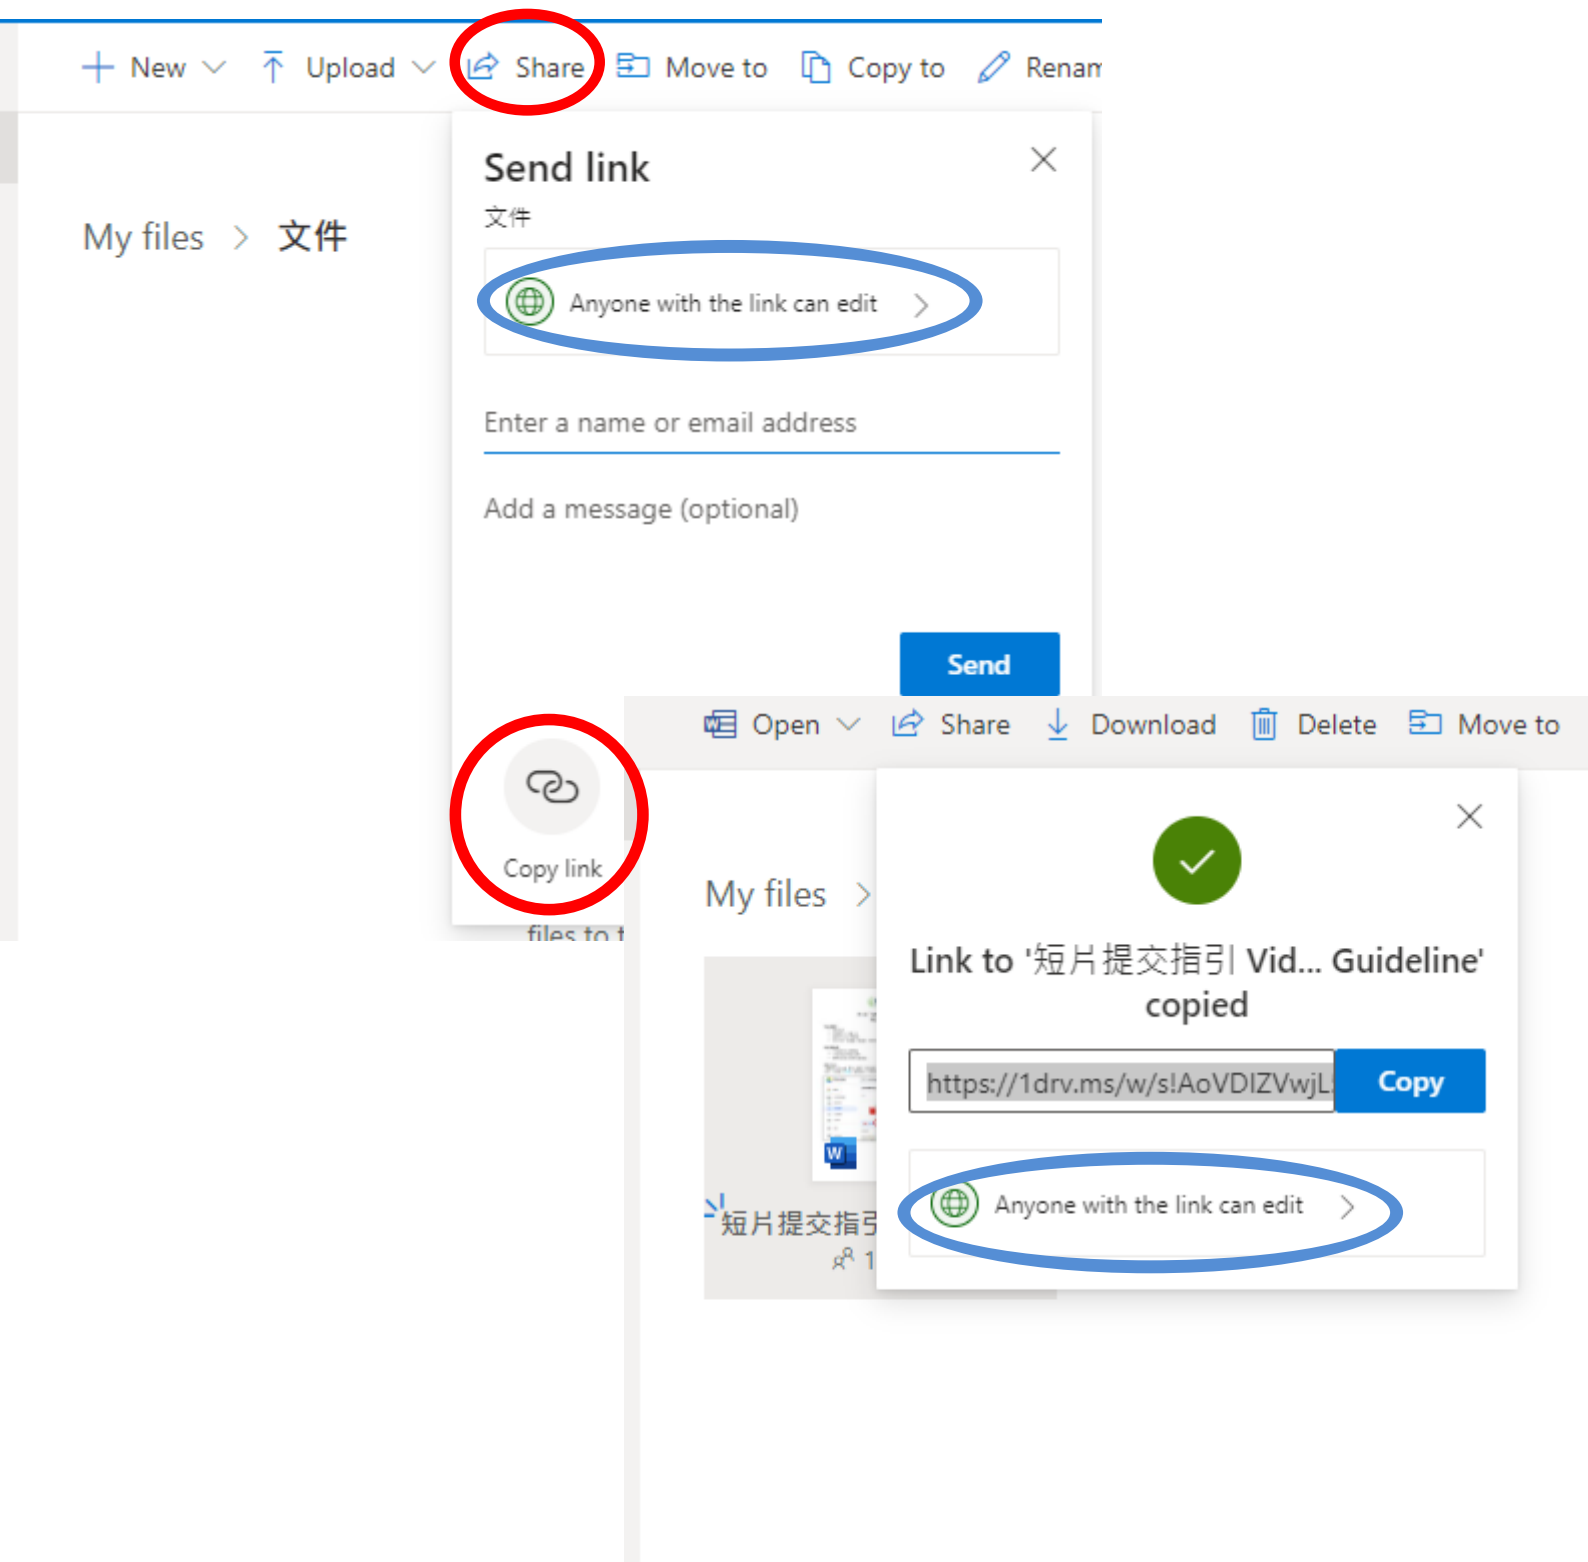 New Upload Share Move to Copy to Renam
Send link
文件
My files > 文件
Anyone with the link can edit
Enter a name or email address
Add a message (optional)
Send
Copy link
files to t
Open Share Download Delete Move to
My files >
Link to '短片提交指引 Vid... Guideline'
copied
https://1drv.ms/w/s!AoVDIZVwjL
Copy
Anyone with the link can edit
W
短片提交指引
1